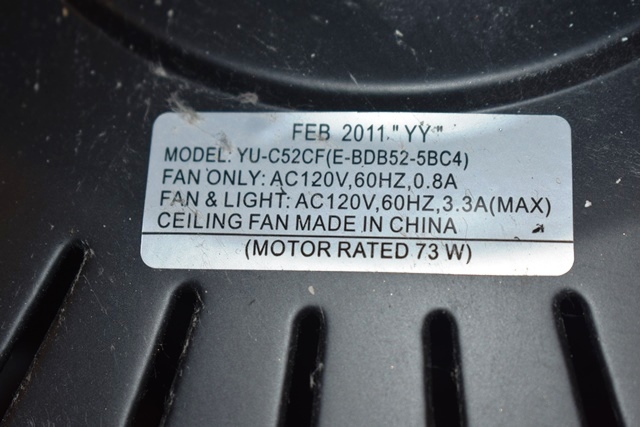 FEB 2011."YY"
MODEL: YU-C52CF(E-BDB52-5BC4)
FAN ONLY: AC120V,60HZ,0.8A
FAN & LIGHT: AC120V,60HZ,3.3A(MAX)
CEILING FAN MADE IN CHINA
(MOTOR RATED 73 W)